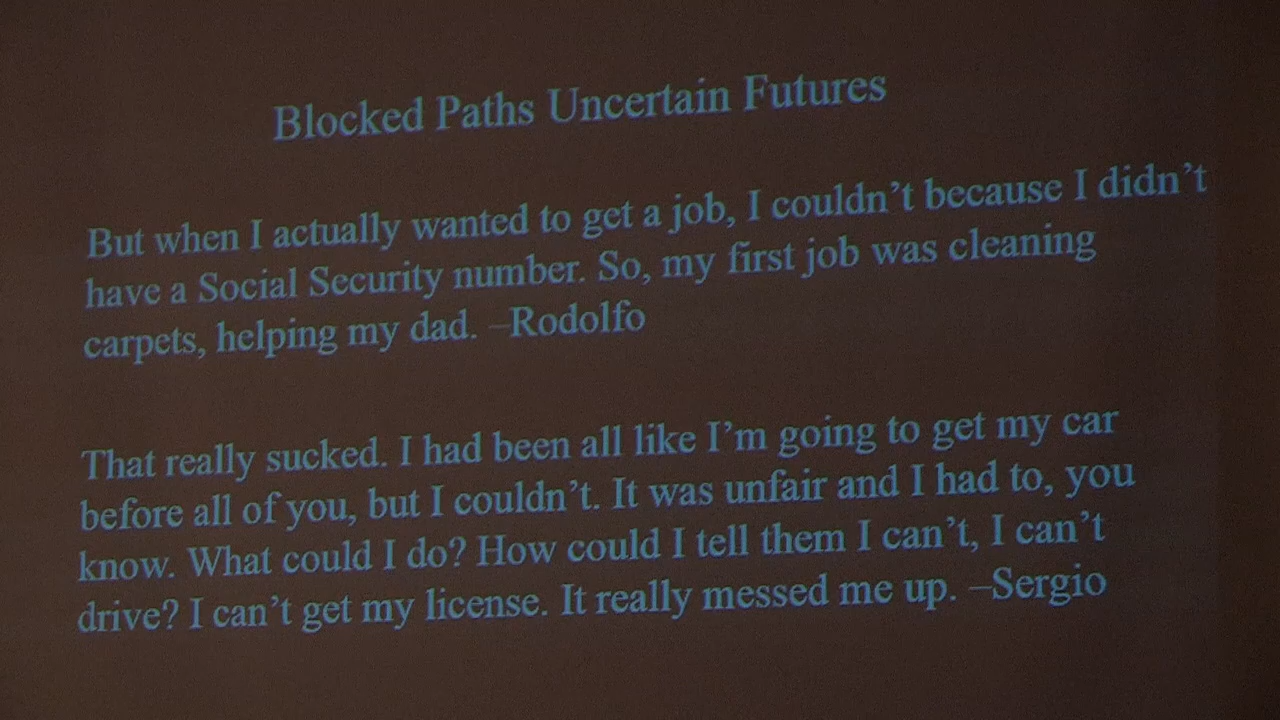 Blocked Paths Uncertain Futures
But when I actually wanted to get a job, I couldn’t because I didn’t
have a Social Security number. So, my first job was cleaning
carpets, helping my dad. –Rodolfo
That really sucked. I had been all like I’m going to get my car
before all of you, but I couldn’t. It was unfair and I had to, you
know. What could I do? How could I tell them I can’t, I can’t
drive? I can’t get my license. It really messed me up. –Sergio